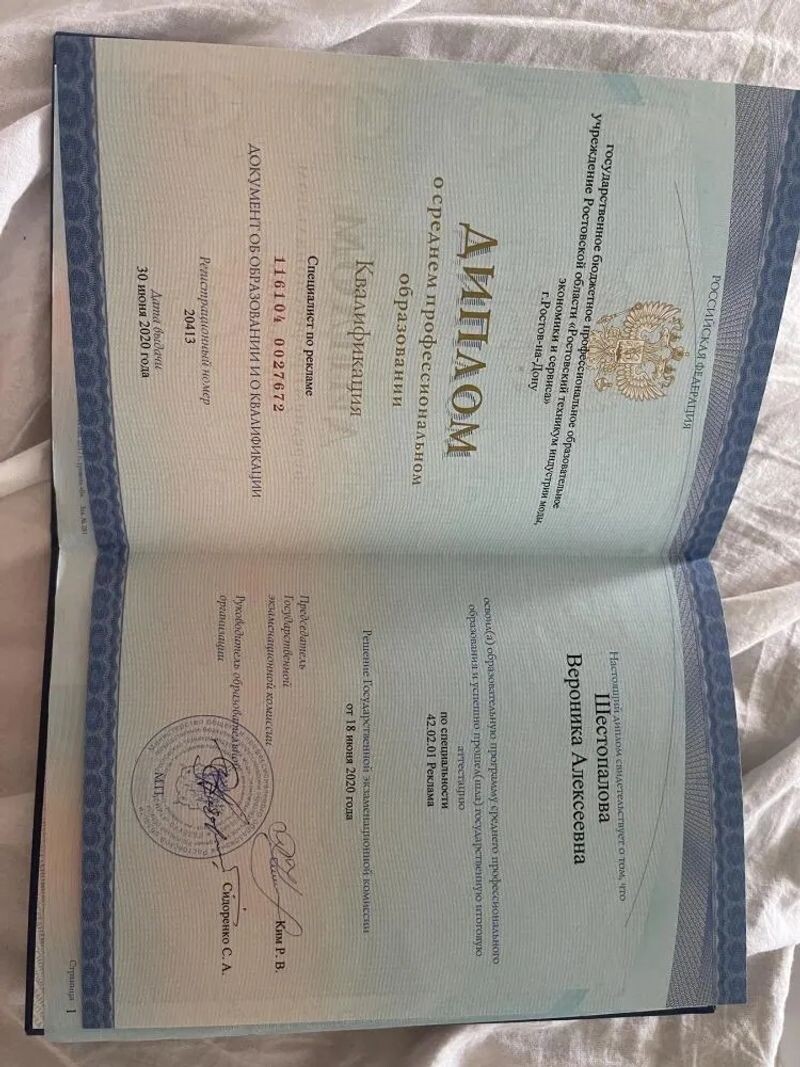 РОССИЙСКАЯ ФЕДЕРАЦИЯ
государственное бюджетное профессиональное образовательное
учреждение Ростовской области «Ростовский техникум индустрии моды,
экономики и сервиса»
г.Ростов-на-Дону
ДИПЛОМ
о среднем профессиональном
образовании
Квалификация
Специалист по рекламе
116104 0027672
ДОКУМЕНТ ОБ ОБРАЗОВАНИИ И О КВАЛИФИКАЦИИ
Регистрационный номер
20413
Дата выдачи
30 июня 2020 года
Настоящий диплом свидетельствует о том, что
Шестопалова
Вероника Алексеевна
освоил(а) образовательную программу среднего профессионального
образования и успешно прошел(шла) государственную итоговую
аттестацию
по специальности
42.02.01 Реклама
Решение Государственной экзаменационной комиссии
от 18 июня 2020 года
Председатель
Государственной
экзаменационной комиссии
Ким Р. В.
Руководитель образовательной
организации
Сидоренко С. А.
М.П.
Страница 1